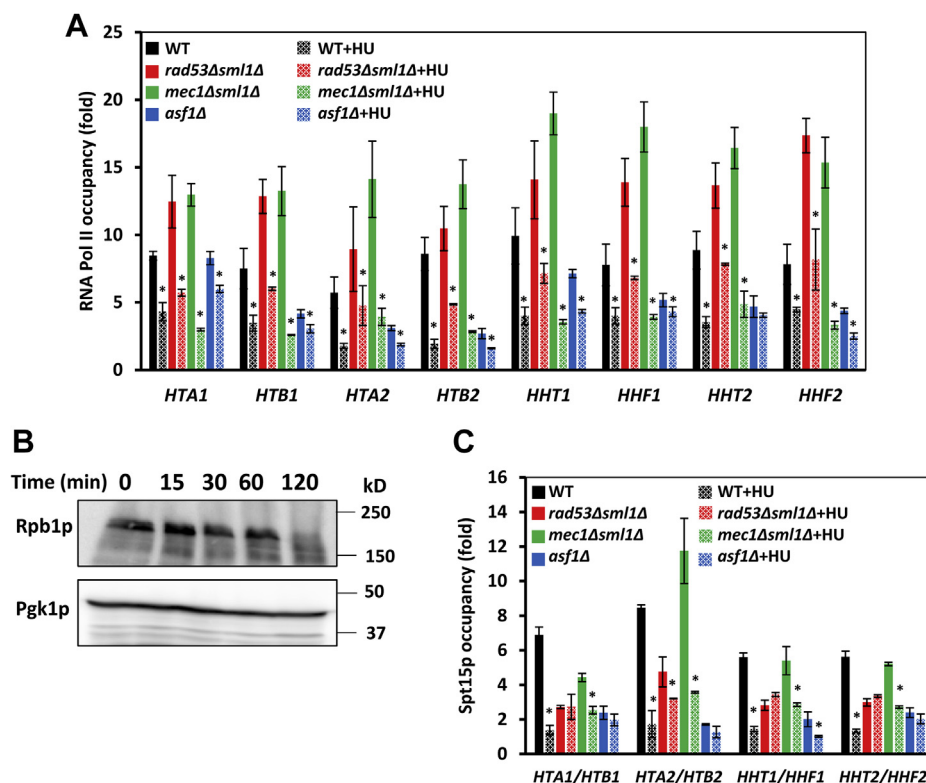 A
RNA Pol II occupancy (fold)
25
20
15
10
5
0
WT
WT+HU
rad53Δsml1Δ
rad53Δsml1Δ+HU
mec1Δsml1Δ
mec1Δsml1Δ+HU
asf1Δ
asf1Δ+HU
* * * * * * * * * * * * * * * * * * * * * * *
HTA1 HTB1 HTA2 HTB2 HHT1 HHF1 HHT2 HHF2
B
Time (min) 0 15 30 60 120 kD
Rpb1p
250
150
Pgk1p
50
37
C
Spt15p occupancy (fold)
16
14
12
10
8
6
4
2
0
WT
WT+HU
rad53Δsml1Δ
rad53Δsml1Δ+HU
mec1Δsml1Δ
mec1Δsml1Δ+HU
asf1Δ
asf1Δ+HU
* * * * * * * * * *
HTA1/HTB1 HTA2/HTB2 HHT1/HHF1 HHT2/HHF2